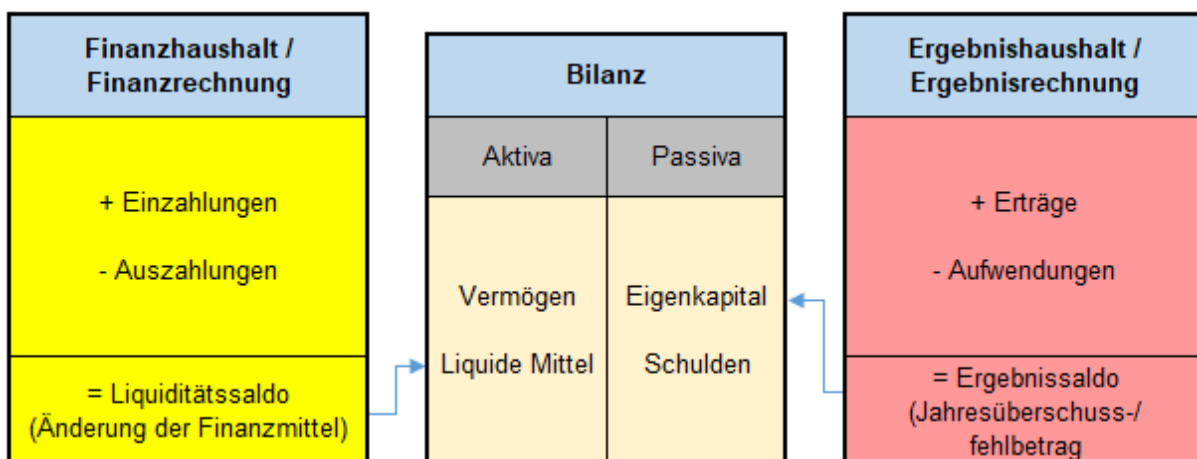 Finanzhaushalt /
Finanzrechnung
+ Einzahlungen
- Auszahlungen
= Liquiditätssaldo
(Änderung der Finanzmittel)
Bilanz
Aktiva
Passiva
Vermögen
Liquide Mittel
Eigenkapital
Schulden
Ergebnishaushalt /
Ergebnisrechnung
+ Erträge
- Aufwendungen
= Ergebnissaldo
(Jahresüberschuss-/
fehlbetrag